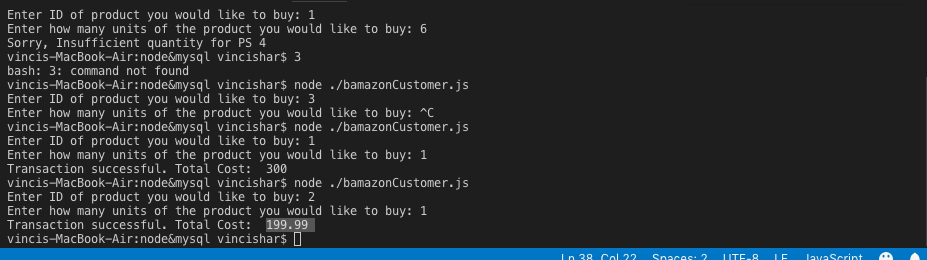 Enter ID of product you would like to buy: 1
Enter how many units of the product you would like to buy: 6
Sorry, Insufficient quantity for PS 4
vincis-MacBook-Air:node&mysql vincishar$ 3
bash: 3: command not found
vincis-MacBook-Air:node&mysql vincishar$ node ./bamazonCustomer.js
Enter ID of product you would like to buy: 3
Enter how many units of the product you would like to buy: ^C
vincis-MacBook-Air:node&mysql vincishar$ node ./bamazonCustomer.js
Enter ID of product you would like to buy: 1
Enter how many units of the product you would like to buy: 1
Transaction successful. Total Cost:  300
vincis-MacBook-Air:node&mysql vincishar$ node ./bamazonCustomer.js
Enter ID of product you would like to buy: 2
Enter how many units of the product you would like to buy: 1
Transaction successful. Total Cost:  199.99
vincis-MacBook-Air:node&mysql vincishar$
Ln 38, Col 22 Spaces: 2 UTF-8 LF JavaScript